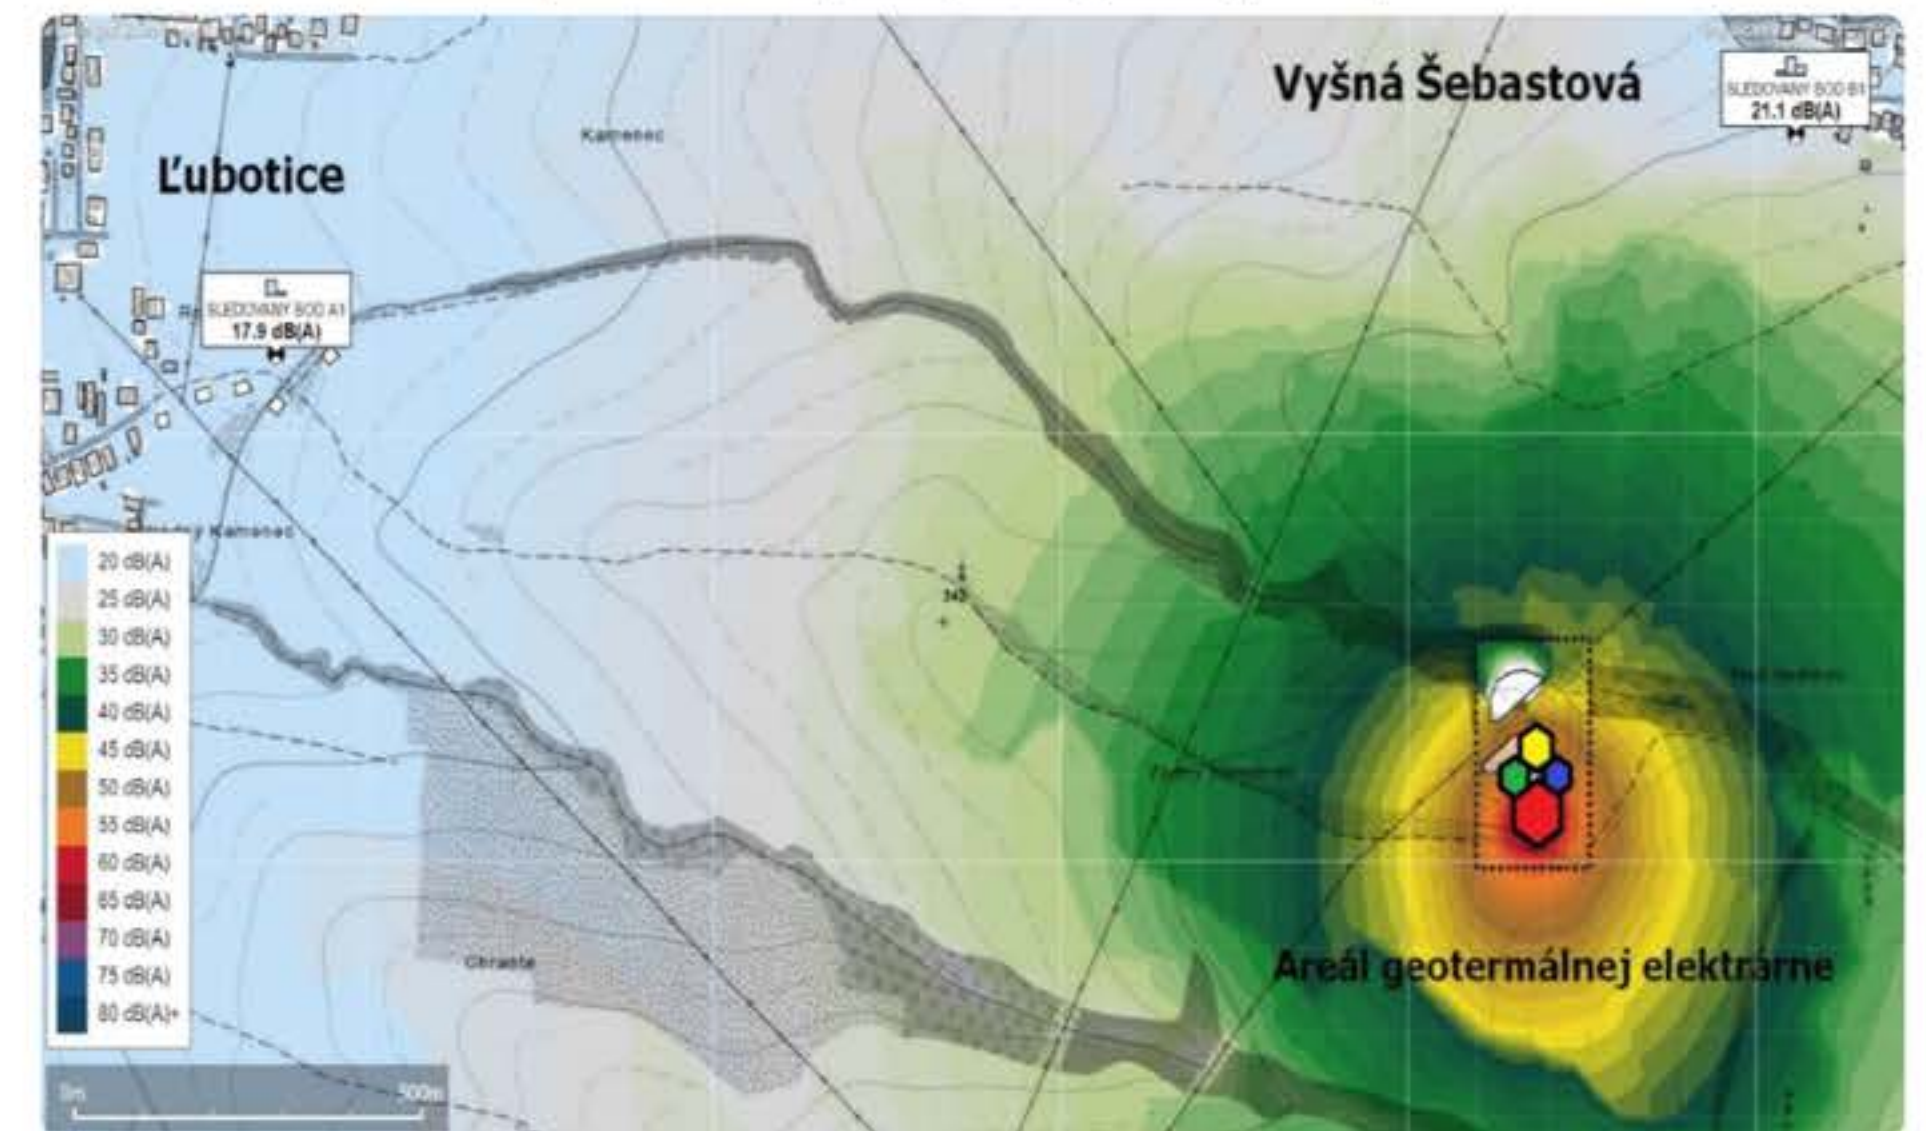 Vyšná Šebastová
SLEDOVANÝ BOD B1
21.1 dB(A)
Kamenec
Ľubotice
SLEDOVANÝ BOD A1
17.9 dB(A)
Kamenec
20 dB(A)
25 dB(A)
30 dB(A)
35 dB(A)
40 dB(A)
45 dB(A)
50 dB(A)
55 dB(A)
60 dB(A)
65 dB(A)
70 dB(A)
75 dB(A)
80 dB(A)+
343
Areál geotermálnej elektrárne
0m
500m